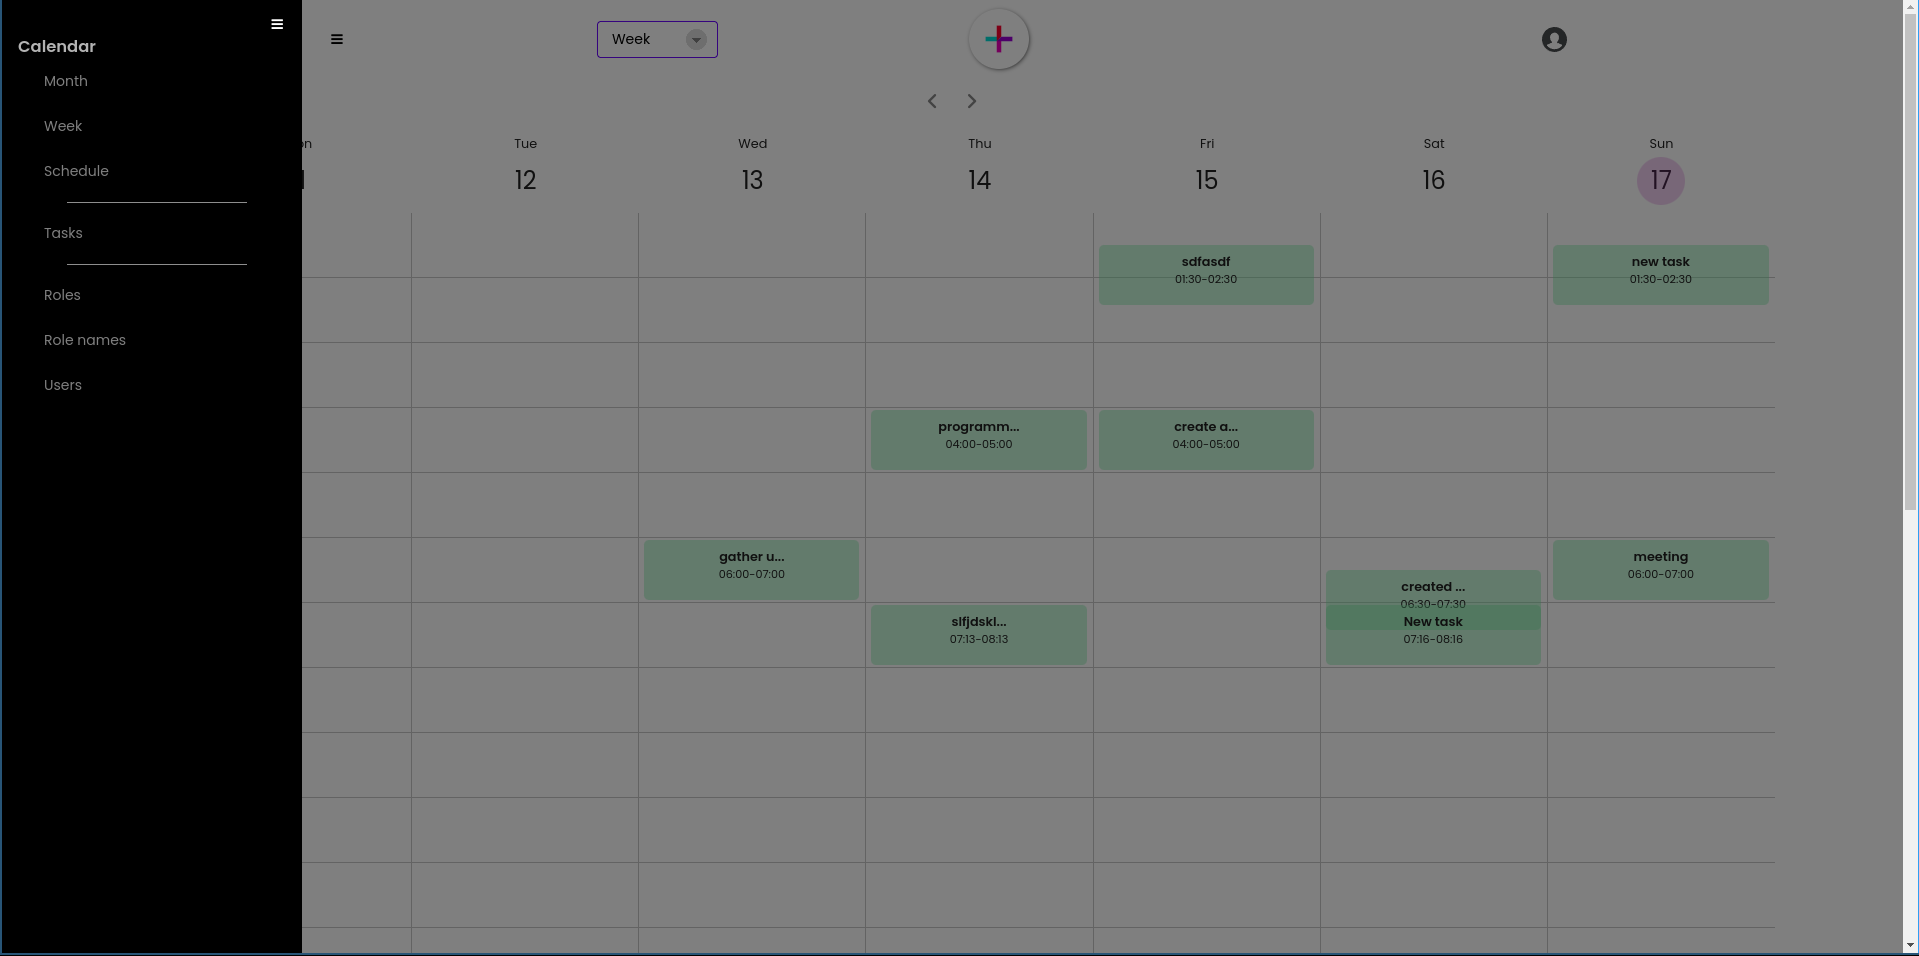 Calendar
Month
Week
Schedule
Tasks
Roles
Role names
Users
Week
Tue
Wed
Thu
Fri
Sat
Sun
12
13
14
15
16
17
sdfasdf
01:30-02:30
new task
01:30-02:30
programm...
04:00-05:00
create a...
04:00-05:00
gather u...
06:00-07:00
meeting
06:00-07:00
created ...
06:30-07:30
slfjdskl...
07:13-08:13
New task
07:16-08:16